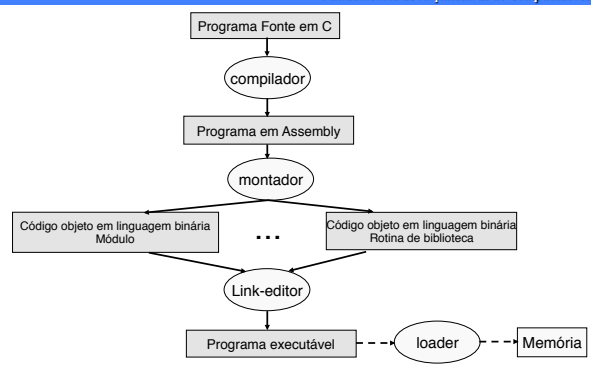 Programa Fonte em C
compilador
Programa em Assembly
montador
Código objeto em linguagem binária
Módulo
...
Código objeto em linguagem binária
Rotina de biblioteca
Link-editor
Programa executável
loader
Memória